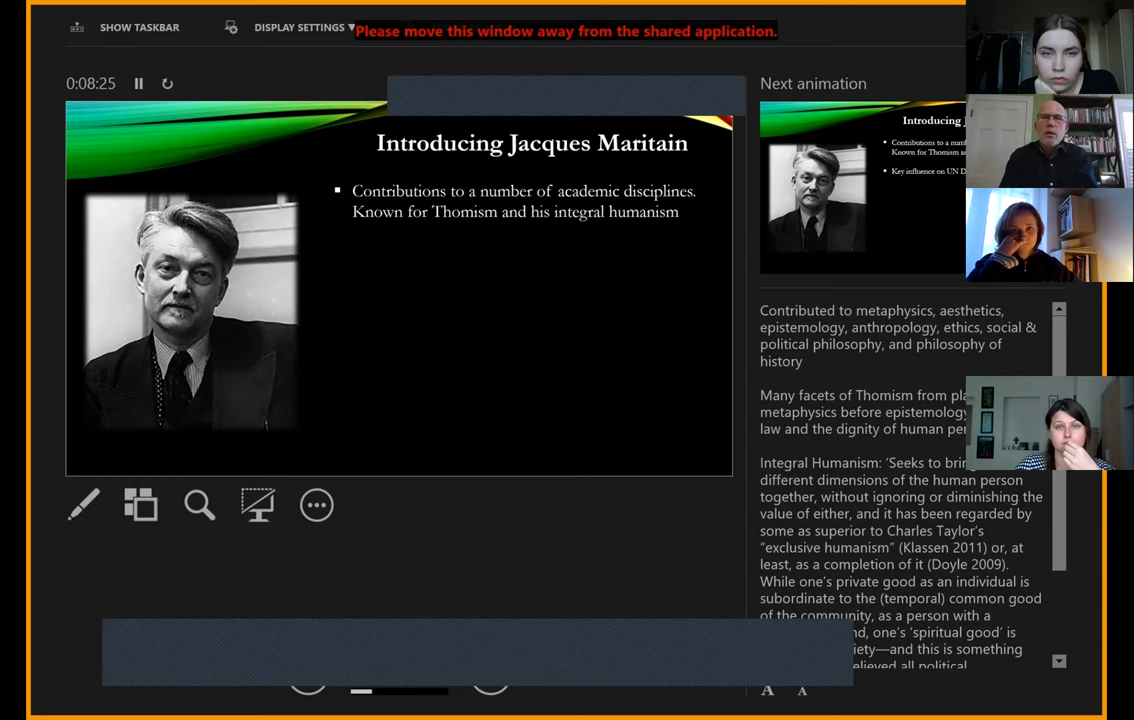 SHOW TASKBAR
DISPLAY SETTINGS ▼
Please move this window away from the shared application.
0:08:25
Introducing Jacques Maritain
▪ Contributions to a number of academic disciplines.
Known for Thomism and his integral humanism
Next animation
Introducing
• Contributions to a
Known for Thomism
• Key influence on UN
Contributed to metaphysics, aesthetics,
epistemology, anthropology, ethics, social &
political philosophy, and philosophy of
history
Many facets of Thomism from
metaphysics before epistemology
law and the dignity of human
Integral Humanism: ‘Seeks to
different dimensions of the human person
together, without ignoring or diminishing the
value of either, and it has been regarded by
some as superior to Charles Taylor’s
“exclusive humanism” (Klassen 2011) or, at
least, as a completion of it (Doyle 2009).
While one’s private good as an individual is
subordinate to the (temporal) common good
of the community, as a person with a
one’s ‘spiritual good’ is
and this is something
all political
A A